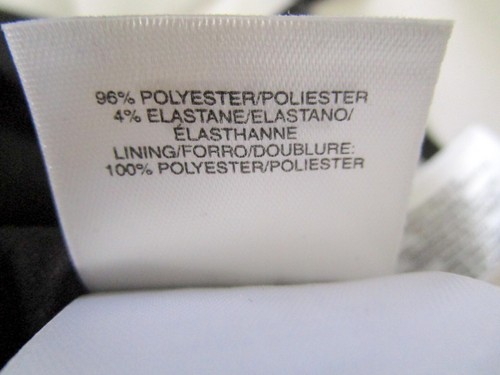 96% POLYESTER/POLIESTER
4% ELASTANE/ELASTANO/
ÉLASTHANNE
LINING/FORRO/DOUBLURE:
100% POLYESTER/POLIESTER